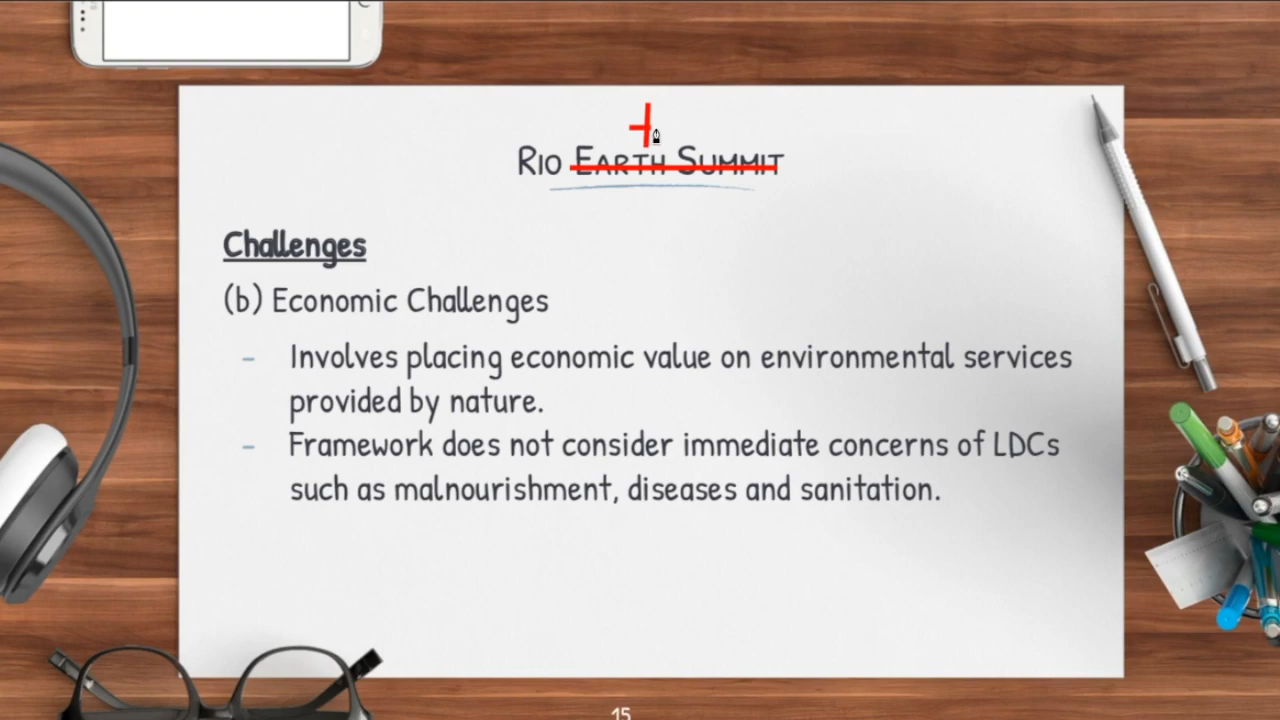 Rio Earth Summit
Challenges
(b) Economic Challenges
- Involves placing economic value on environmental services
provided by nature.
- Framework does not consider immediate concerns of LDCs
such as malnourishment, diseases and sanitation.
15